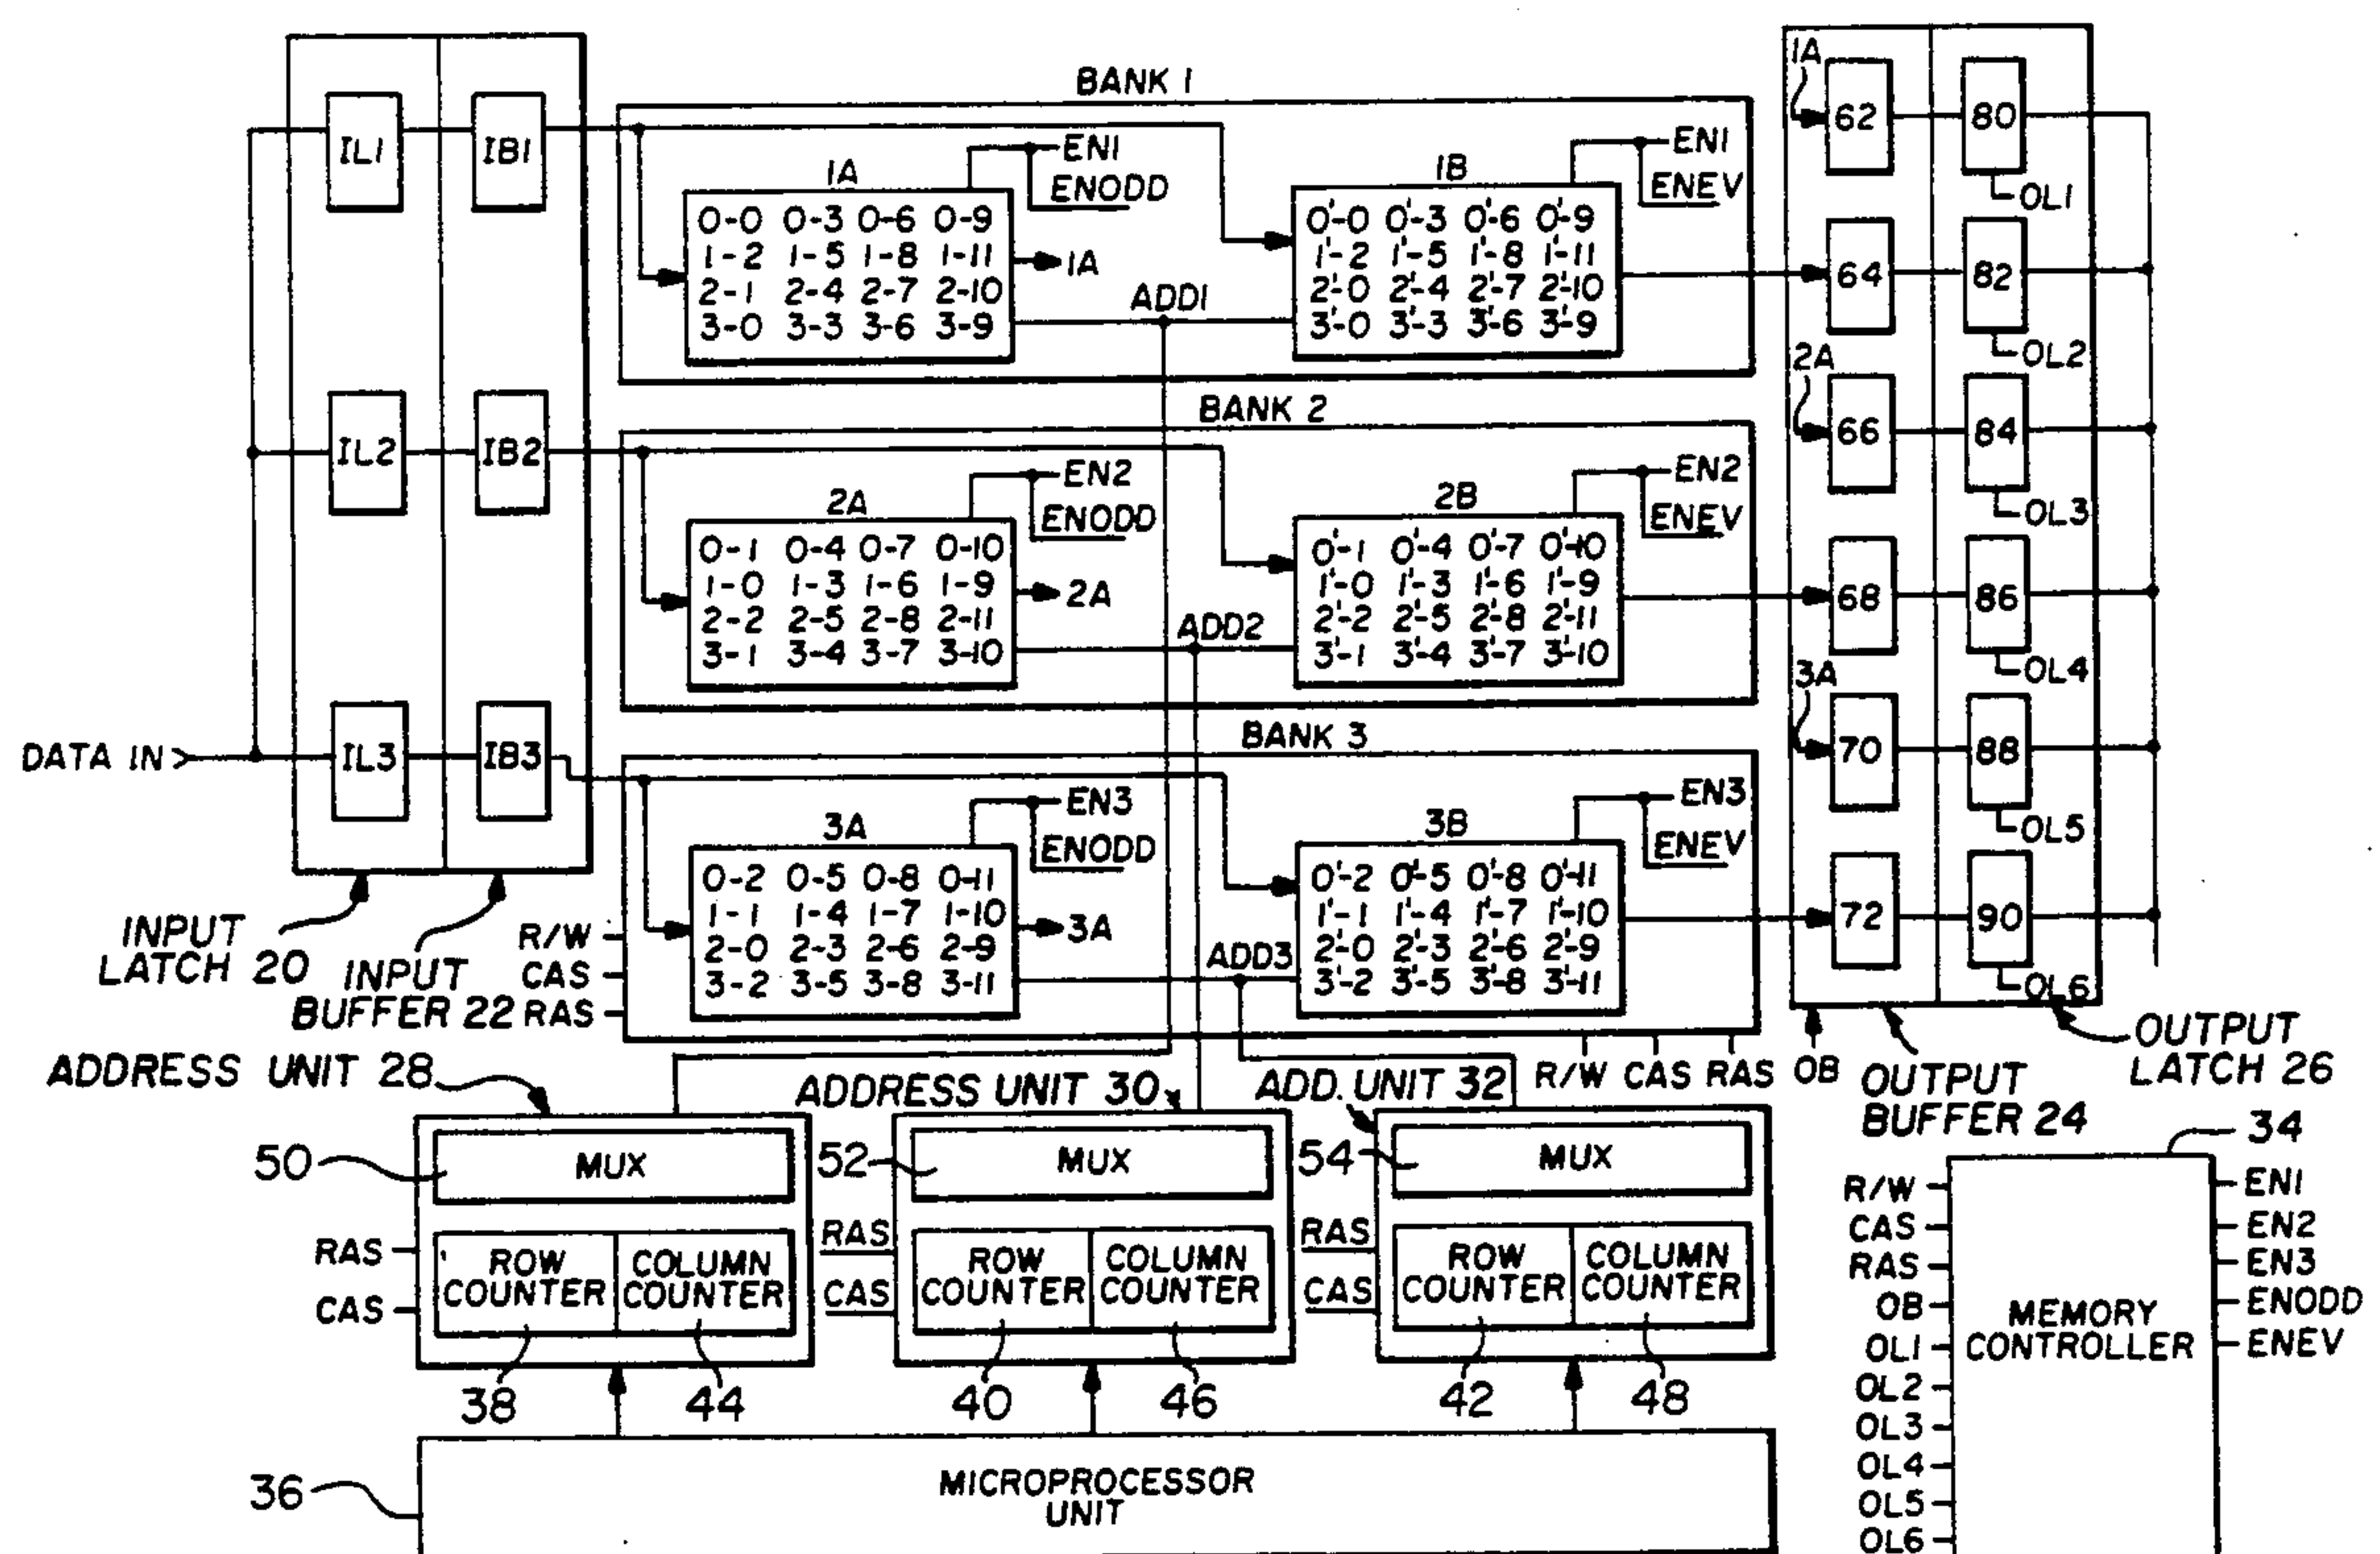 BANK 1
IL1 IB1
1A
EN1
ENODD
0-0 0-3 0-6 0-9
1-2 1-5 1-8 1-11
2-1 2-4 2-7 2-10
3-0 3-3 3-6 3-9
1A
ADD1
1B
EN1
ENEV
0'-0 0'-3 0'-6 0'-9
1'-2 1'-5 1'-8 1'-11
2'-0 2'-4 2'-7 2'-10
3'-0 3'-3 3'-6 3'-9
1A
62 80
OL1
64 82
OL2
BANK 2
IL2 IB2
2A
EN2
ENODD
0-1 0-4 0-7 0-10
1-0 1-3 1-6 1-9
2-2 2-5 2-8 2-11
3-1 3-4 3-7 3-10
2A
ADD2
2B
EN2
ENEV
0'-1 0'-4 0'-7 0'-10
1'-0 1'-3 1'-6 1'-9
2'-2 2'-5 2'-8 2'-11
3'-1 3'-4 3'-7 3'-10
2A
66 84
OL3
68 86
OL4
BANK 3
DATA IN
IL3 IB3
3A
EN3
ENODD
0-2 0-5 0-8 0-11
1-1 1-4 1-7 1-10
2-0 2-3 2-6 2-9
3-2 3-5 3-8 3-11
3A
ADD3
3B
EN3
ENEV
0'-2 0'-5 0'-8 0'-11
1'-1 1'-4 1'-7 1'-10
2'-0 2'-3 2'-6 2'-9
3'-2 3'-5 3'-8 3'-11
3A
70 88
OL5
72 90
OL6
INPUT
LATCH 20
INPUT
BUFFER 22
R/W
CAS
RAS
R/W CAS RAS
OB
OUTPUT
BUFFER 24
OUTPUT
LATCH 26
ADDRESS UNIT 28
50
MUX
RAS
CAS
ROW
COUNTER
COLUMN
COUNTER
38 44
ADDRESS UNIT 30
52
MUX
RAS
CAS
ROW
COUNTER
COLUMN
COUNTER
40 46
ADD. UNIT 32
54
MUX
RAS
CAS
ROW
COUNTER
COLUMN
COUNTER
42 48
36
MICROPROCESSOR
UNIT
34
MEMORY
CONTROLLER
R/W
CAS
RAS
OB
OL1
OL2
OL3
OL4
OL5
OL6
EN1
EN2
EN3
ENODD
ENEV